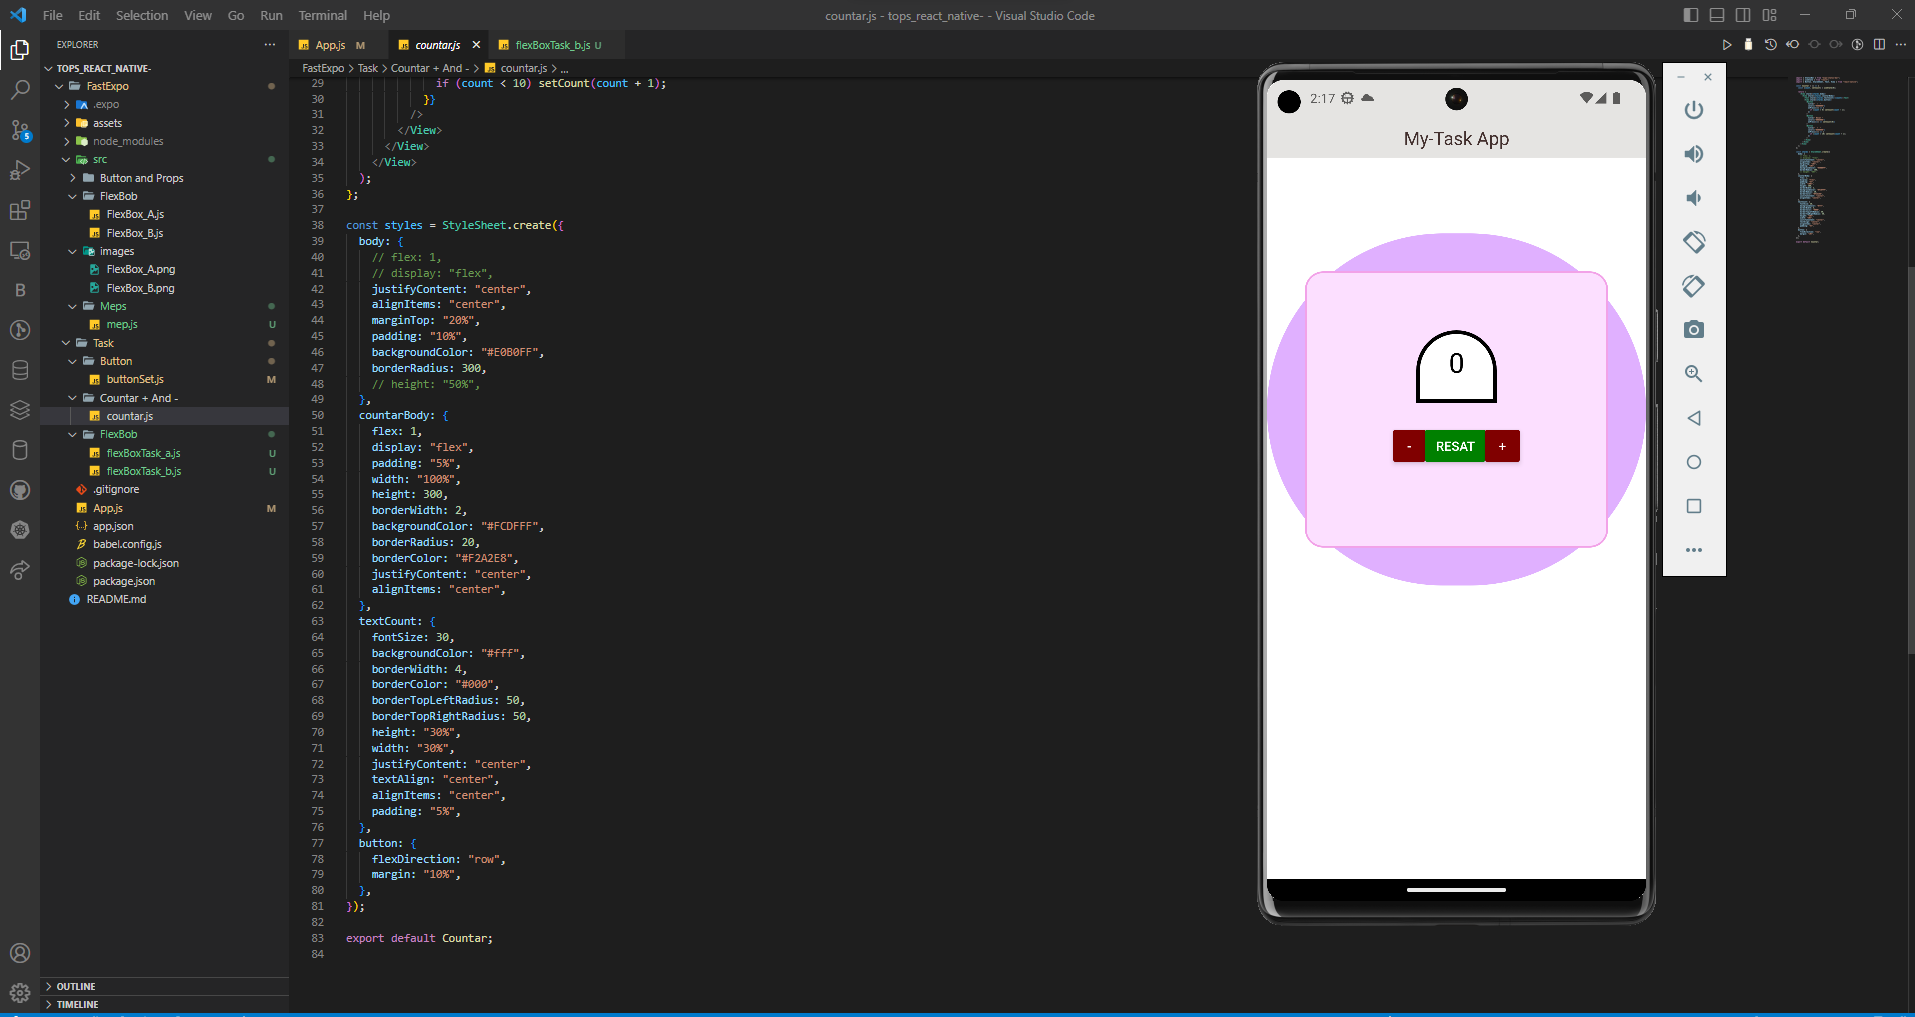 File Edit Selection View Go Run Terminal Help
countar.js - tops_react_native- - Visual Studio Code
EXPLORER
TOPS_REACT_NATIVE-
FastExpo
.expo
assets
node_modules
src
Button and Props
FlexBob
FlexBox_A.js
FlexBox_B.js
images
FlexBox_A.png
FlexBox_B.png
Meps
mep.js U
Task
Button
buttonSet.js M
Countar + And -
countar.js
FlexBob
flexBoxTask_a.js U
flexBoxTask_b.js U
.gitignore
App.js M
app.json
babel.config.js
package-lock.json
package.json
README.md
OUTLINE
TIMELINE
5
App.js M countar.js flexBoxTask_b.js U
FastExpo > Task > Countar + And - > countar.js > ...
29 if (count < 10) setCount(count + 1);
30 }}
31 />
32 </View>
33 </View>
34 </View>
35 );
36 };
37
38 const styles = StyleSheet.create({
39 body: {
40 // flex: 1,
41 // display: "flex",
42 justifyContent: "center",
43 alignItems: "center",
44 marginTop: "20%",
45 padding: "10%",
46 backgroundColor: "#E0B0FF",
47 borderRadius: 300,
48 // height: "50%",
49 },
50 countarBody: {
51 flex: 1,
52 display: "flex",
53 padding: "5%",
54 width: "100%",
55 height: 300,
56 borderWidth: 2,
57 backgroundColor: "#FCDFFF",
58 borderRadius: 20,
59 borderColor: "#F2A2E8",
60 justifyContent: "center",
61 alignItems: "center",
62 },
63 textCount: {
64 fontSize: 30,
65 backgroundColor: "#fff",
66 borderWidth: 4,
67 borderColor: "#000",
68 borderTopLeftRadius: 50,
69 borderTopRightRadius: 50,
70 height: "30%",
71 width: "30%",
72 justifyContent: "center",
73 textAlign: "center",
74 alignItems: "center",
75 padding: "5%",
76 },
77 button: {
78 flexDirection: "row",
79 margin: "10%",
80 },
81 });
82
83 export default Countar;
84
2:17
My-Task App
0
- RESAT +